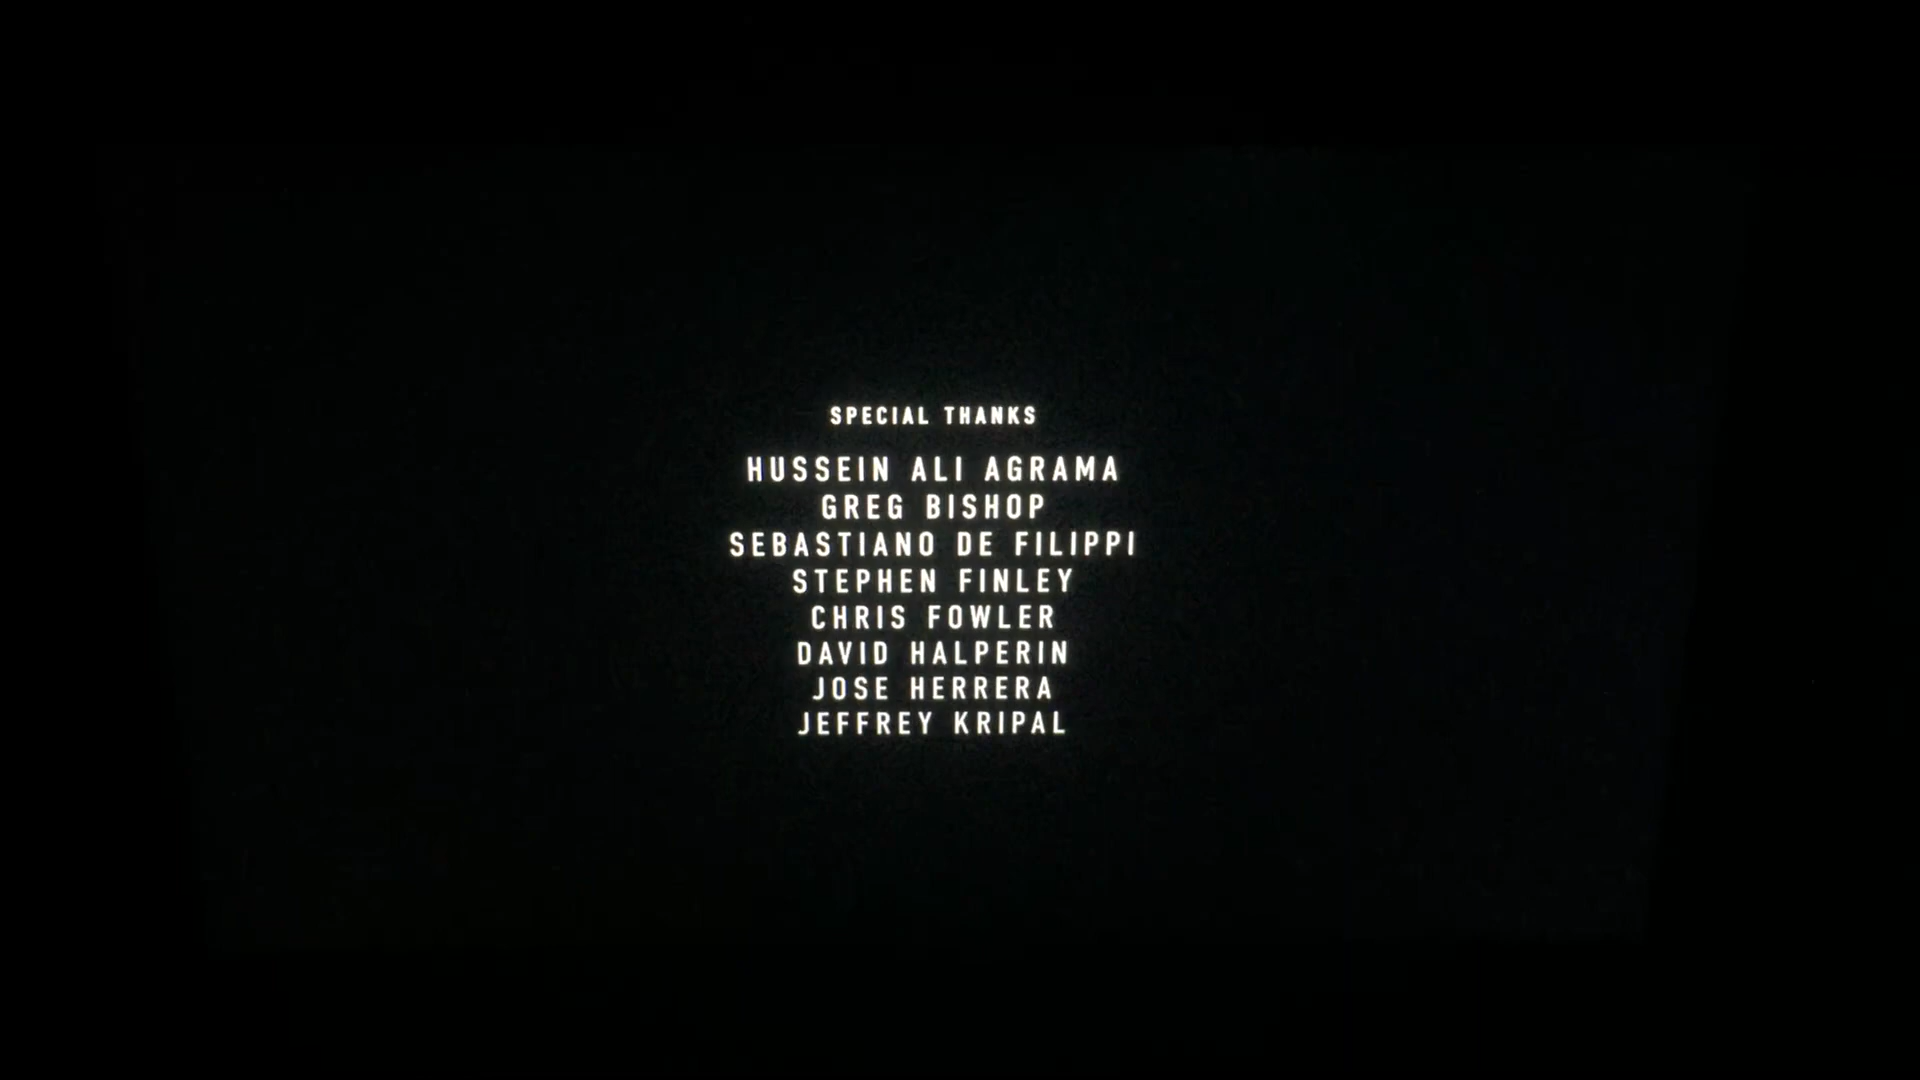 SPECIAL THANKS
HUSSEIN ALI AGRAMA
GREG BISHOP
SEBASTIANO DE FILIPPI
STEPHEN FINLEY
CHRIS FOWLER
DAVID HALPERIN
JOSE HERRERA
JEFFREY KRIPAL